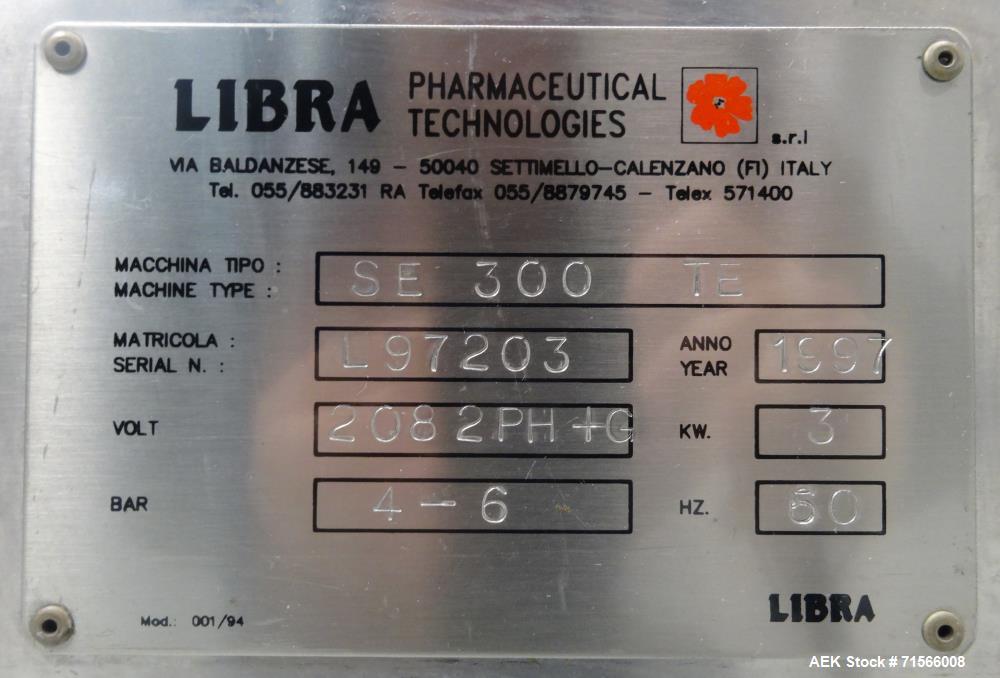 LIBRA PHARMACEUTICAL TECHNOLOGIES s.r.l
VIA BALDANZESE, 149 - 50040 SETTIMELLO-CALENZANO (FI) ITALY
Tel. 055/883231 RA Telefax 055/8879745 - Telex 571400
MACCHINA TIPO :
MACHINE TYPE : SE 300 TE
MATRICOLA :
SERIAL N. : L97203
ANNO
YEAR 1997
VOLT 208 2PH+G KW. 3
BAR 4-6 HZ. 60
Mod.: 001/94
LIBRA
AEK Stock # 71566008